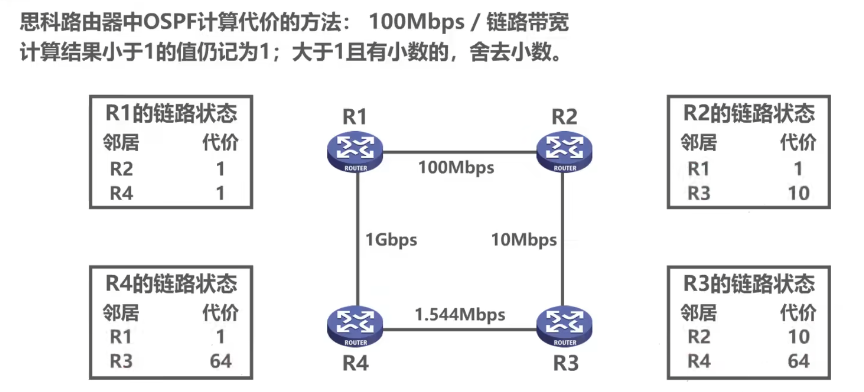 思科路由器中OSPF计算代价的方法： 100Mbps / 链路带宽
计算结果小于1的值仍记为1；大于1且有小数的，舍去小数。
R1的链路状态
邻居 代价
R2 1
R4 1
R1
R2
ROUTER
ROUTER
100Mbps
R2的链路状态
邻居 代价
R1 1
R3 10
1Gbps
10Mbps
R4的链路状态
邻居 代价
R1 1
R3 64
1.544Mbps
ROUTER
ROUTER
R4
R3
R3的链路状态
邻居 代价
R2 10
R4 64